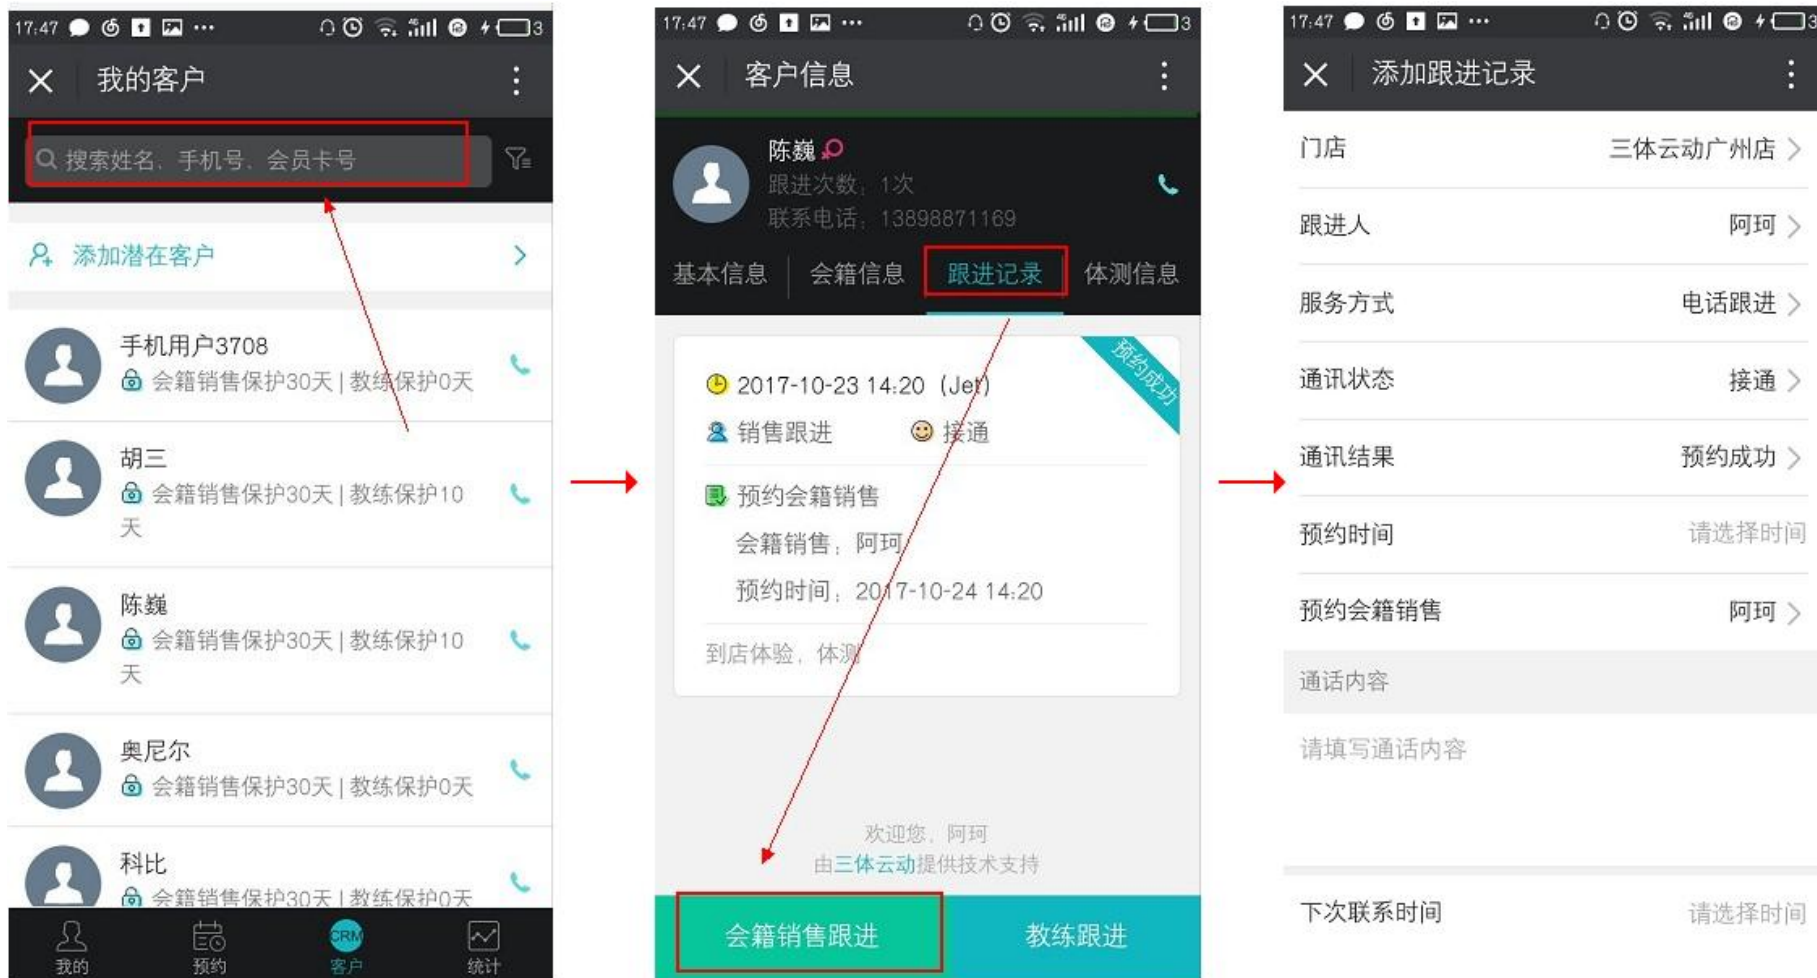 17:47
3
我的客户
搜索姓名、手机号、会员卡号
添加潜在客户
手机用户3708
会籍销售保护30天 | 教练保护0天
胡三
会籍销售保护30天 | 教练保护10
天
陈巍
会籍销售保护30天 | 教练保护10
天
奥尼尔
会籍销售保护30天 | 教练保护0天
科比
会籍销售保护30天 | 教练保护0天
我的
预约
CRM
客户
统计
17:47
3
客户信息
陈巍
跟进次数：1次
联系电话：13898871169
基本信息
会籍信息
跟进记录
体测信息
预约成功
2017-10-23 14:20（Jet）
销售跟进
接通
预约会籍销售
会籍销售：阿珂
预约时间：2017-10-24 14:20
到店体验，体测
欢迎您，阿珂
由三体云动提供技术支持
会籍销售跟进
教练跟进
17:47
3
添加跟进记录
门店
三体云动广州店
跟进人
阿珂
服务方式
电话跟进
通讯状态
接通
通讯结果
预约成功
预约时间
请选择时间
预约会籍销售
阿珂
通话内容
请填写通话内容
下次联系时间
请选择时间